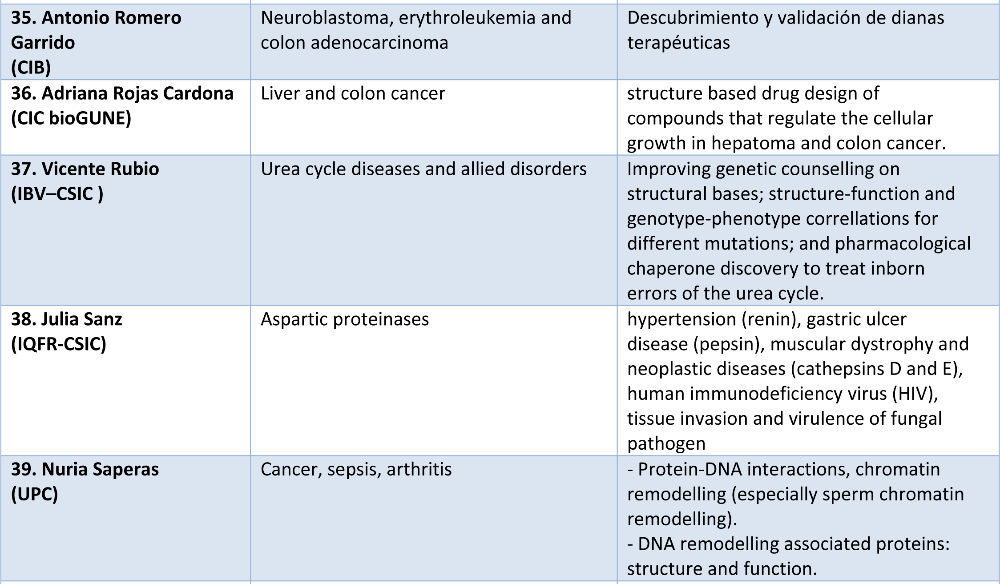 35. Antonio Romero
Garrido
(CIB)
Neuroblastoma, erythroleukemia and
colon adenocarcinoma
Descubrimiento y validación de dianas
terapéuticas
36. Adriana Rojas Cardona
(CIC bioGUNE)
Liver and colon cancer
structure based drug design of
compounds that regulate the cellular
growth in hepatoma and colon cancer.
37. Vicente Rubio
(IBV–CSIC )
Urea cycle diseases and allied disorders
Improving genetic counselling on
structural bases; structure-function and
genotype-phenotype correllations for
different mutations; and pharmacological
chaperone discovery to treat inborn
errors of the urea cycle.
38. Julia Sanz
(IQFR-CSIC)
Aspartic proteinases
hypertension (renin), gastric ulcer
disease (pepsin), muscular dystrophy and
neoplastic diseases (cathepsins D and E),
human immunodeficiency virus (HIV),
tissue invasion and virulence of fungal
pathogen
39. Nuria Saperas
(UPC)
Cancer, sepsis, arthritis
- Protein-DNA interactions, chromatin
remodelling (especially sperm chromatin
remodelling).
- DNA remodelling associated proteins:
structure and function.